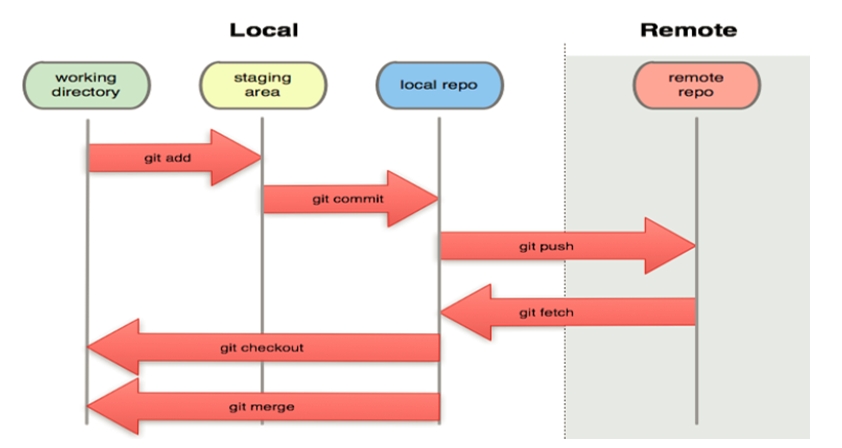 Local
Remote
working
directory
staging
area
local repo
remote
repo
git add
git commit
git push
git fetch
git checkout
git merge